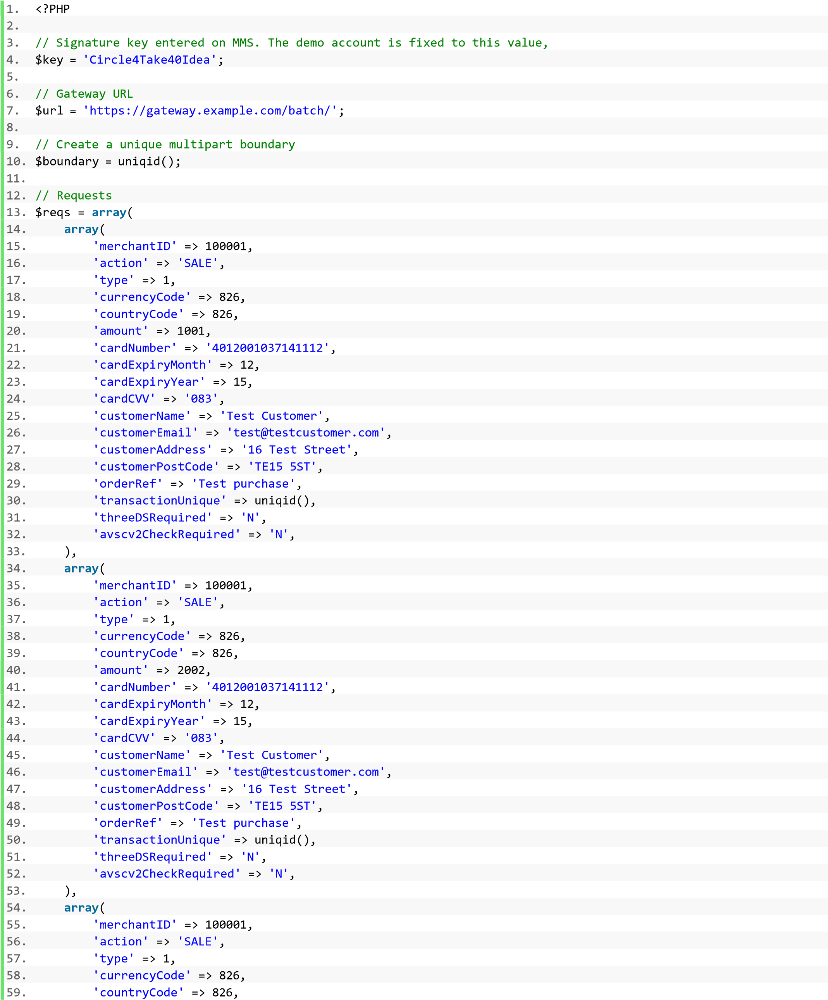 1. <?PHP
2.
3. // Signature key entered on MMS. The demo account is fixed to this value,
4. $key = 'Circle4Take40Idea';
5.
6. // Gateway URL
7. $url = 'https://gateway.example.com/batch/';
8.
9. // Create a unique multipart boundary
10. $boundary = uniqid();
11.
12. // Requests
13. $reqs = array(
14. array(
15. 'merchantID' => 100001,
16. 'action' => 'SALE',
17. 'type' => 1,
18. 'currencyCode' => 826,
19. 'countryCode' => 826,
20. 'amount' => 1001,
21. 'cardNumber' => '4012001037141112',
22. 'cardExpiryMonth' => 12,
23. 'cardExpiryYear' => 15,
24. 'cardCVV' => '083',
25. 'customerName' => 'Test Customer',
26. 'customerEmail' => 'test@testcustomer.com',
27. 'customerAddress' => '16 Test Street',
28. 'customerPostCode' => 'TE15 5ST',
29. 'orderRef' => 'Test purchase',
30. 'transactionUnique' => uniqid(),
31. 'threeDSRequired' => 'N',
32. 'avscv2CheckRequired' => 'N',
33. ),
34. array(
35. 'merchantID' => 100001,
36. 'action' => 'SALE',
37. 'type' => 1,
38. 'currencyCode' => 826,
39. 'countryCode' => 826,
40. 'amount' => 2002,
41. 'cardNumber' => '4012001037141112',
42. 'cardExpiryMonth' => 12,
43. 'cardExpiryYear' => 15,
44. 'cardCVV' => '083',
45. 'customerName' => 'Test Customer',
46. 'customerEmail' => 'test@testcustomer.com',
47. 'customerAddress' => '16 Test Street',
48. 'customerPostCode' => 'TE15 5ST',
49. 'orderRef' => 'Test purchase',
50. 'transactionUnique' => uniqid(),
51. 'threeDSRequired' => 'N',
52. 'avscv2CheckRequired' => 'N',
53. ),
54. array(
55. 'merchantID' => 100001,
56. 'action' => 'SALE',
57. 'type' => 1,
58. 'currencyCode' => 826,
59. 'countryCode' => 826,